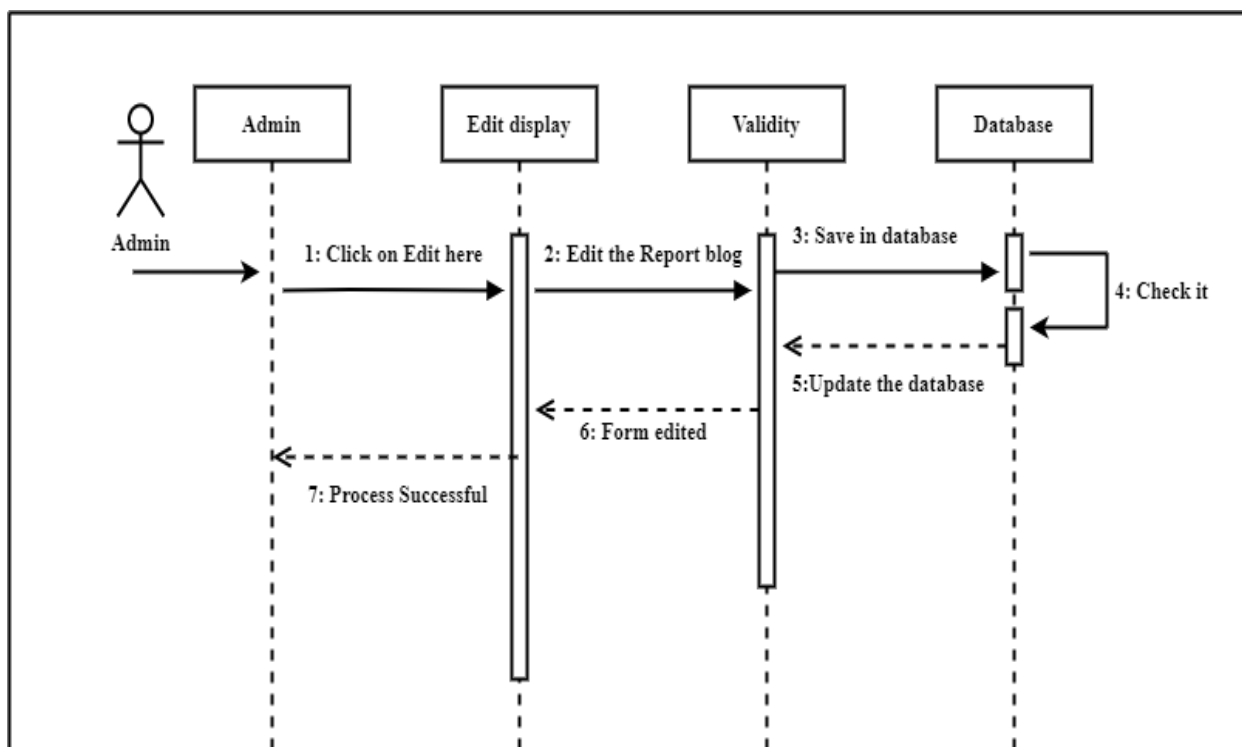 Admin
Edit display
Validity
Database
Admin
1: Click on Edit here
2: Edit the Report blog
3: Save in database
4: Check it
5:Update the database
6: Form edited
7: Process Successful